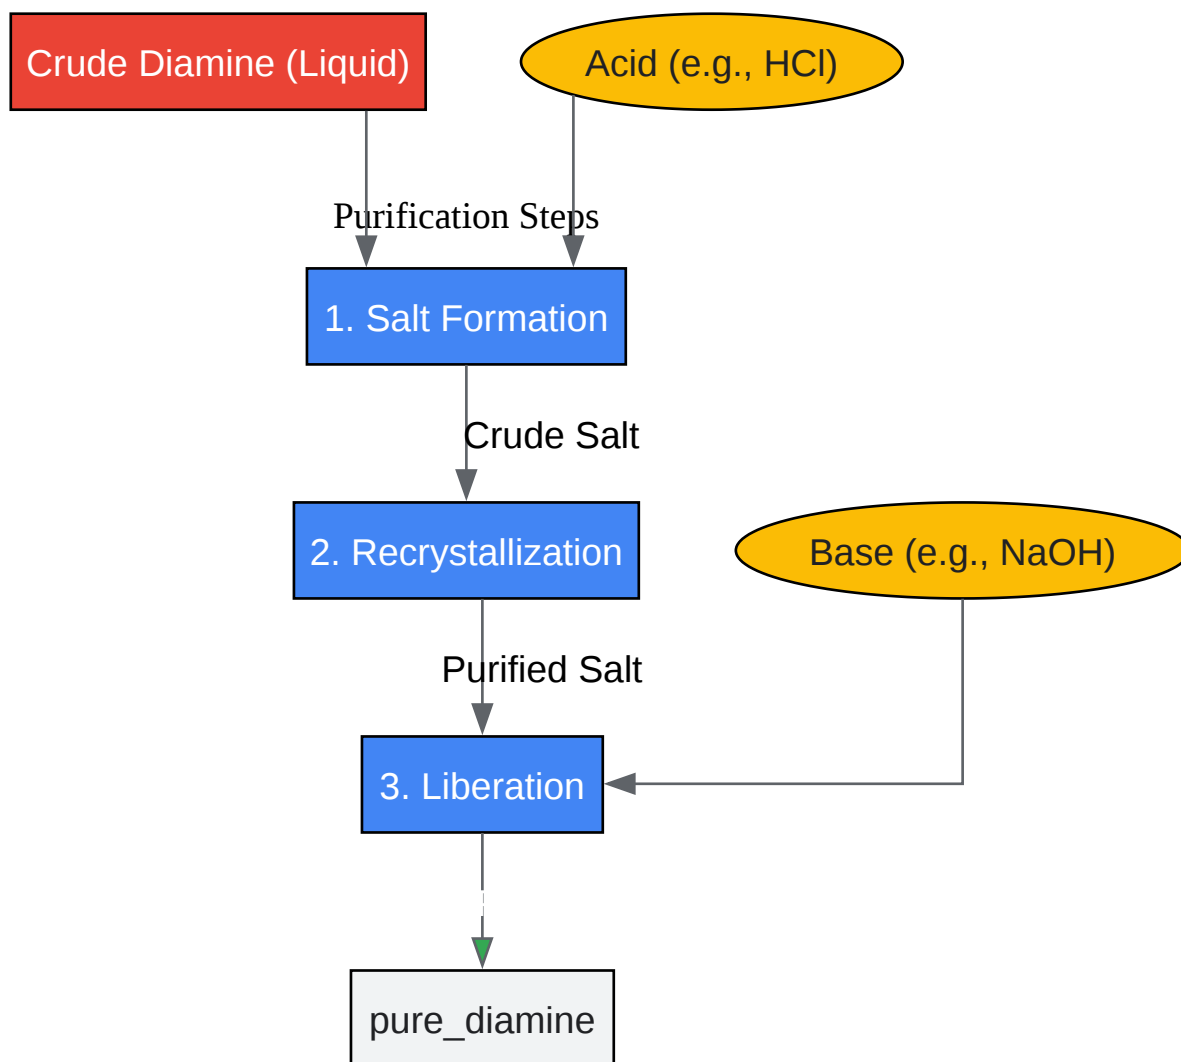 Crude Diamine (Liquid)
Acid (e.g., HCl)
Purification Steps
1. Salt Formation
Crude Salt
2. Recrystallization
Base (e.g., NaOH)
Purified Salt
3. Liberation
pure_diamine